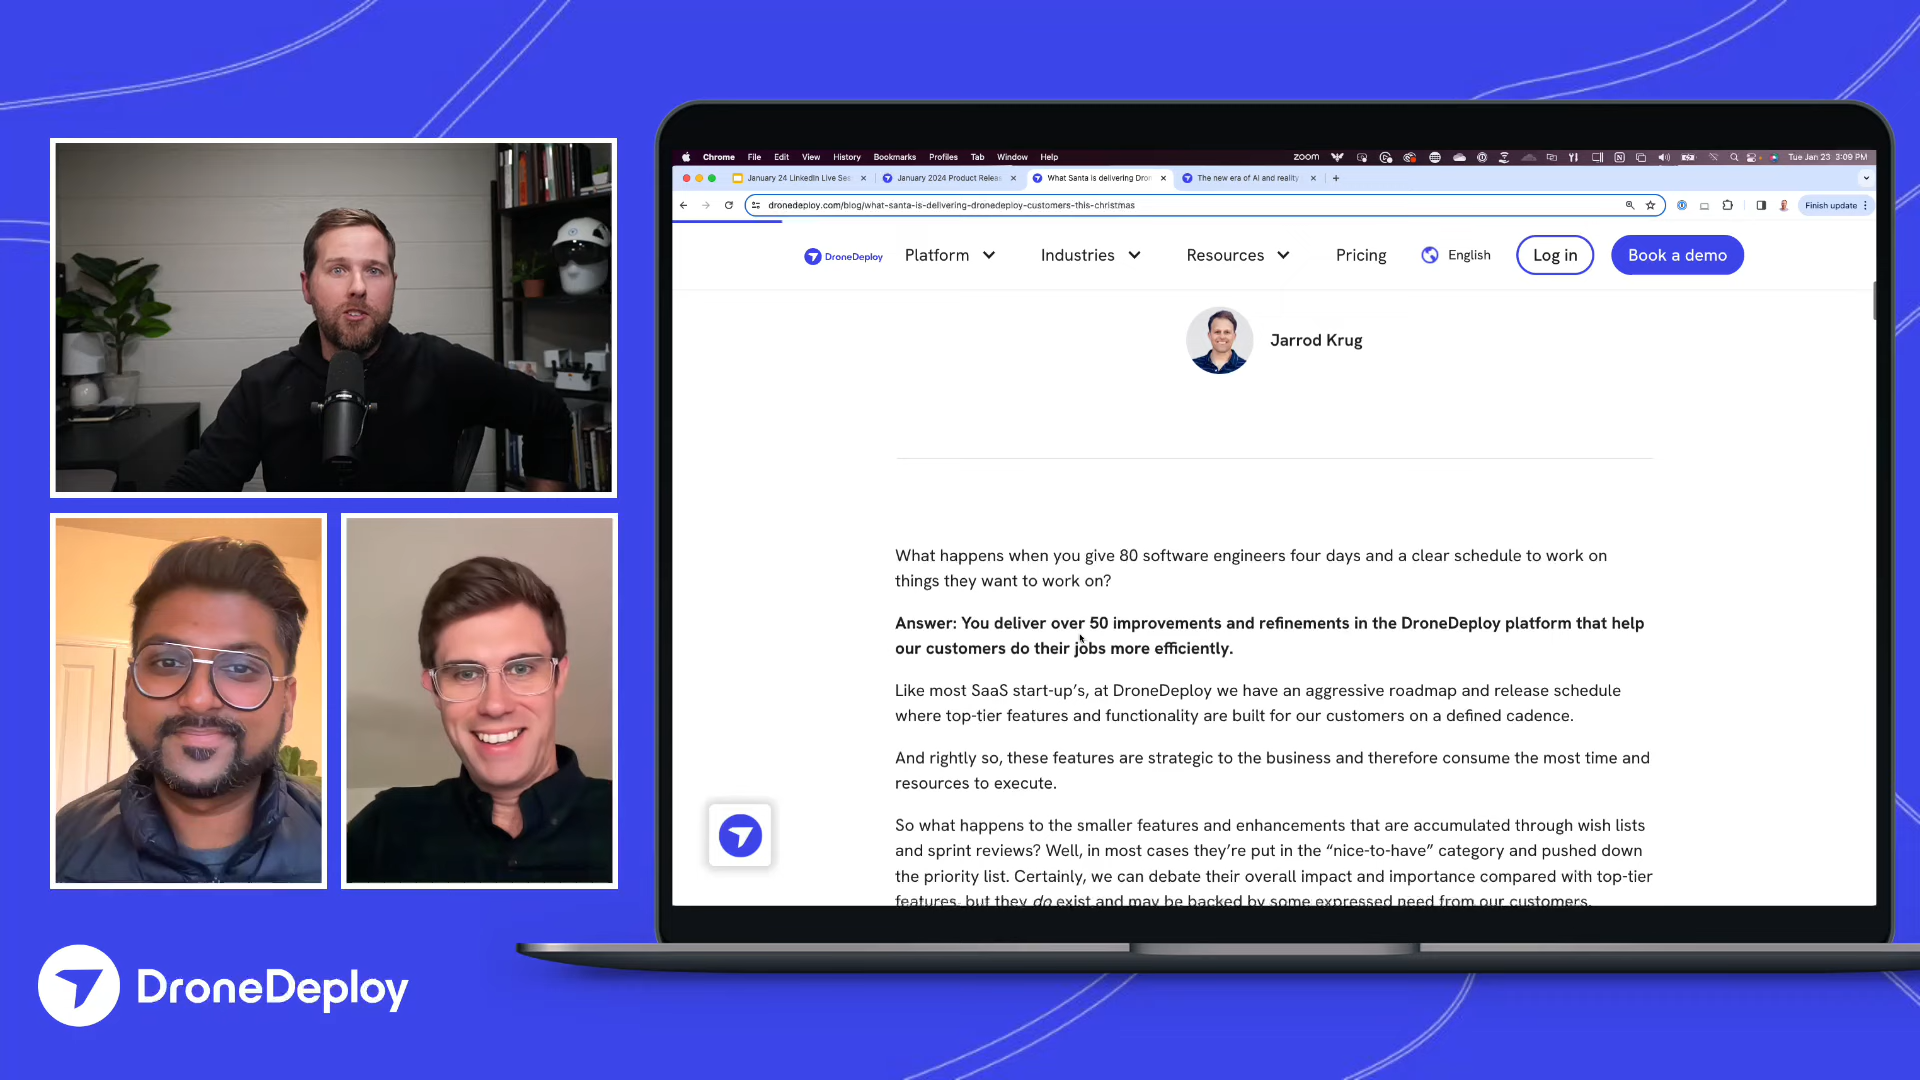 Chrome File Edit View History Bookmarks Profiles Tab Window Help
zoom
Tue Jan 23 3:09 PM
January 24 LinkedIn Live Ses
January 2024 Product Releas
What Santa is delivering Dron
The new era of AI and reality
dronedeploy.com/blog/what-santa-is-delivering-dronedeploy-customers-this-christmas
Finish update
DroneDeploy
Platform
Industries
Resources
Pricing
English
Log in
Book a demo
Jarrod Krug
What happens when you give 80 software engineers four days and a clear schedule to work on
things they want to work on?
Answer: You deliver over 50 improvements and refinements in the DroneDeploy platform that help
our customers do their jobs more efficiently.
Like most SaaS start-up’s, at DroneDeploy we have an aggressive roadmap and release schedule
where top-tier features and functionality are built for our customers on a defined cadence.
And rightly so, these features are strategic to the business and therefore consume the most time and
resources to execute.
So what happens to the smaller features and enhancements that are accumulated through wish lists
and sprint reviews? Well, in most cases they’re put in the “nice-to-have” category and pushed down
the priority list. Certainly, we can debate their overall impact and importance compared with top-tier
features, but they do exist and may be backed by some expressed need from our customers.
DroneDeploy